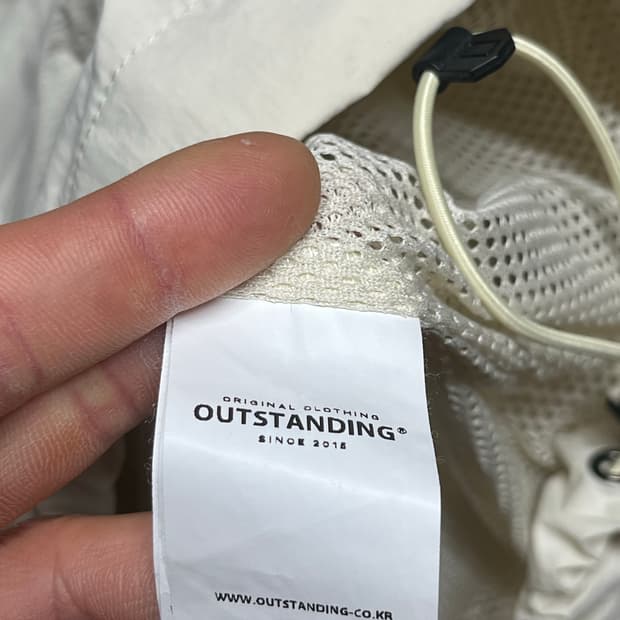 ORIGINAL CLOTHING
OUTSTANDING®
SINCE 2015
WWW.OUTSTANDING-CO.KR